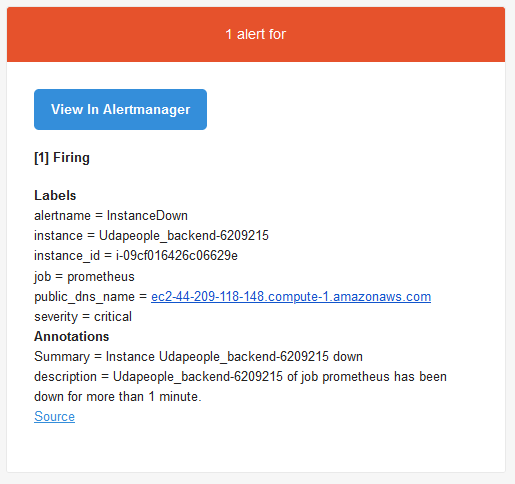 1 alert for
View In Alertmanager
[1] Firing
Labels
alertname = InstanceDown
instance = Udapeople_backend-6209215
instance_id = i-09cf016426c06629e
job = prometheus
public_dns_name = ec2-44-209-118-148.compute-1.amazonaws.com
severity = critical
Annotations
Summary = Instance Udapeople_backend-6209215 down
description = Udapeople_backend-6209215 of job prometheus has been
down for more than 1 minute.
Source